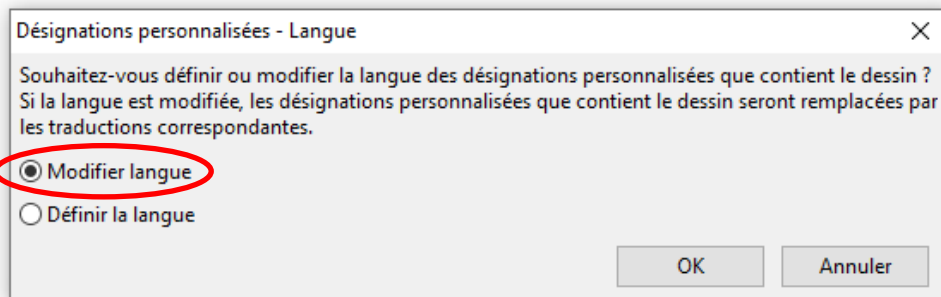 Désignations personnalisées - Langue
Souhaitez-vous définir ou modifier la langue des désignations personnalisées que contient le dessin ?
Si la langue est modifiée, les désignations personnalisées que contient le dessin seront remplacées par
les traductions correspondantes.
Modifier langue
Définir la langue
OK Annuler